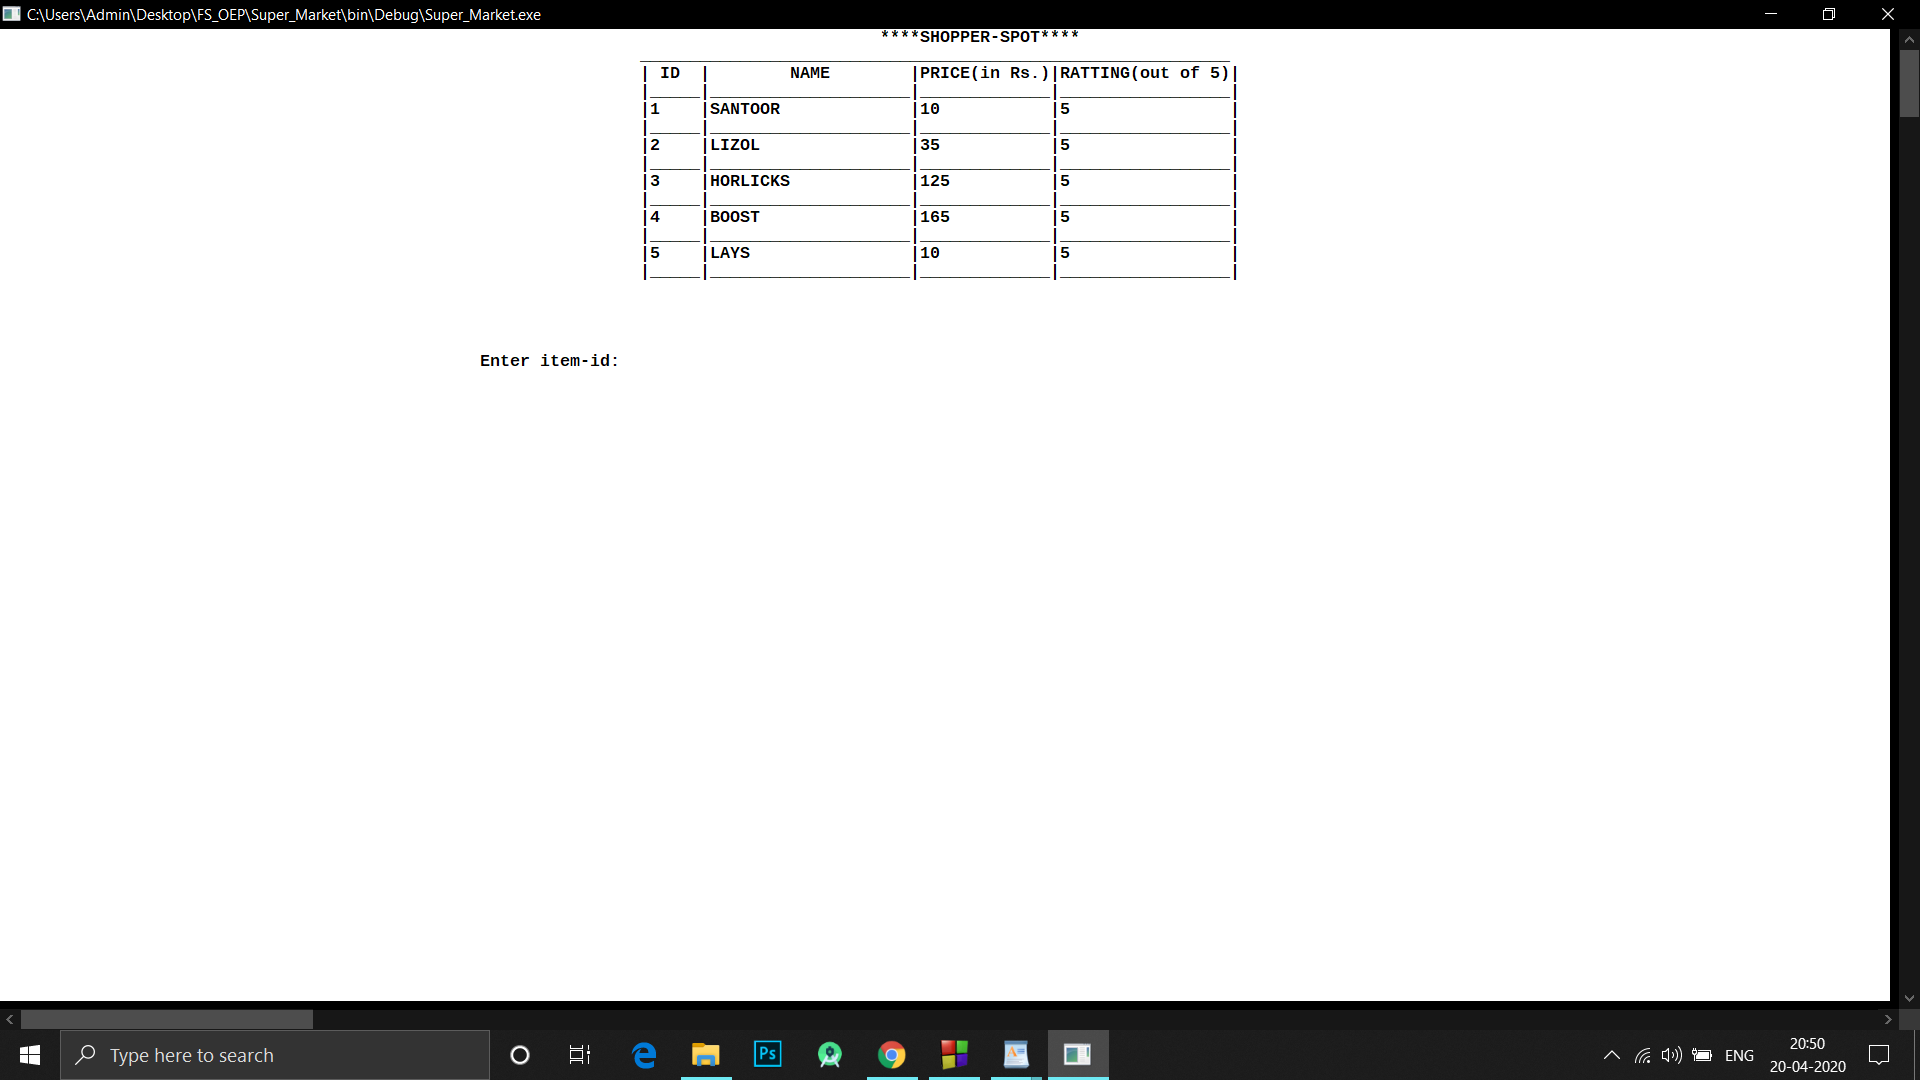 C:\Users\Admin\Desktop\FS_OEP\Super_Market\bin\Debug\Super_Market.exe
****SHOPPER-SPOT****
| ID | NAME |PRICE(in Rs.)|RATTING(out of 5)|
|1 |SANTOOR |10 |5 |
|2 |LIZOL |35 |5 |
|3 |HORLICKS |125 |5 |
|4 |BOOST |165 |5 |
|5 |LAYS |10 |5 |
Enter item-id:
Type here to search
Ps
ENG
20:50
20-04-2020